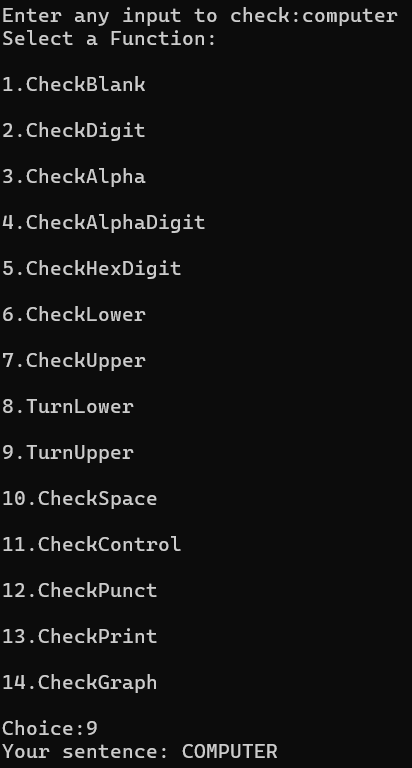 Enter any input to check:computer
Select a Function:
1.CheckBlank
2.CheckDigit
3.CheckAlpha
4.CheckAlphaDigit
5.CheckHexDigit
6.CheckLower
7.CheckUpper
8.TurnLower
9.TurnUpper
10.CheckSpace
11.CheckControl
12.CheckPunct
13.CheckPrint
14.CheckGraph
Choice:9
Your sentence: COMPUTER